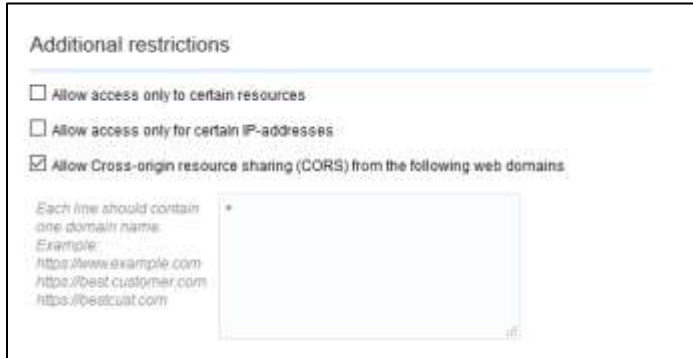 Additional restrictions
Allow access only to certain resources
Allow access only for certain IP-addresses
Allow Cross-origin resource sharing (CORS) from the following web domains
Each line should contain
one domain name.
Example:
https://www.example.com
https://best.customer.com
https://bestcust.com
*